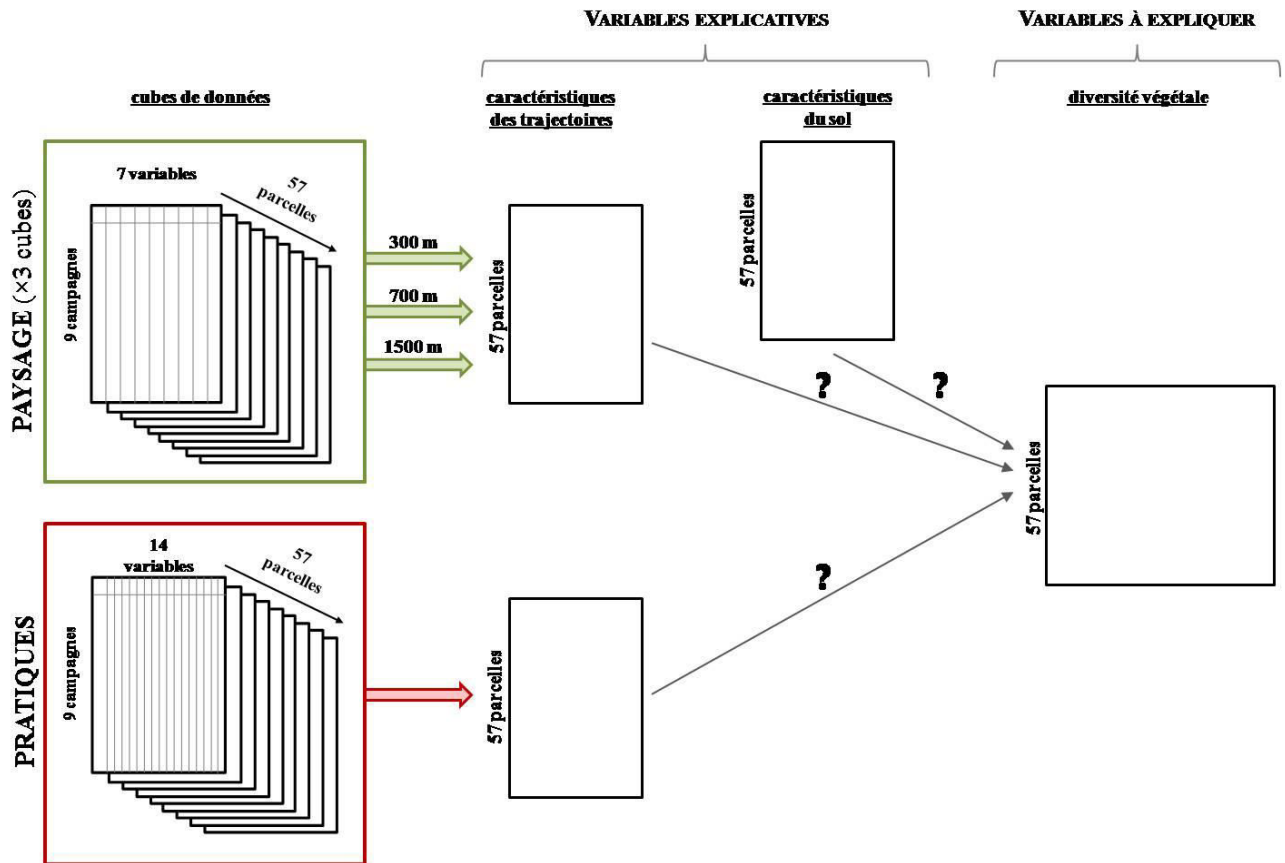 VARIABLES EXPLICATIVES
VARIABLES À EXPLIQUER
cubes de données
caractéristiques
des trajectoires
caractéristiques
du sol
diversité végétale
PAYSAGE (×3 cubes)
7 variables
57
parcelles
9 campagnes
300 m
700 m
1500 m
57 parcelles
57 parcelles
?
?
57 parcelles
PRATIQUES
14
variables
57
parcelles
9 campagnes
57 parcelles
?